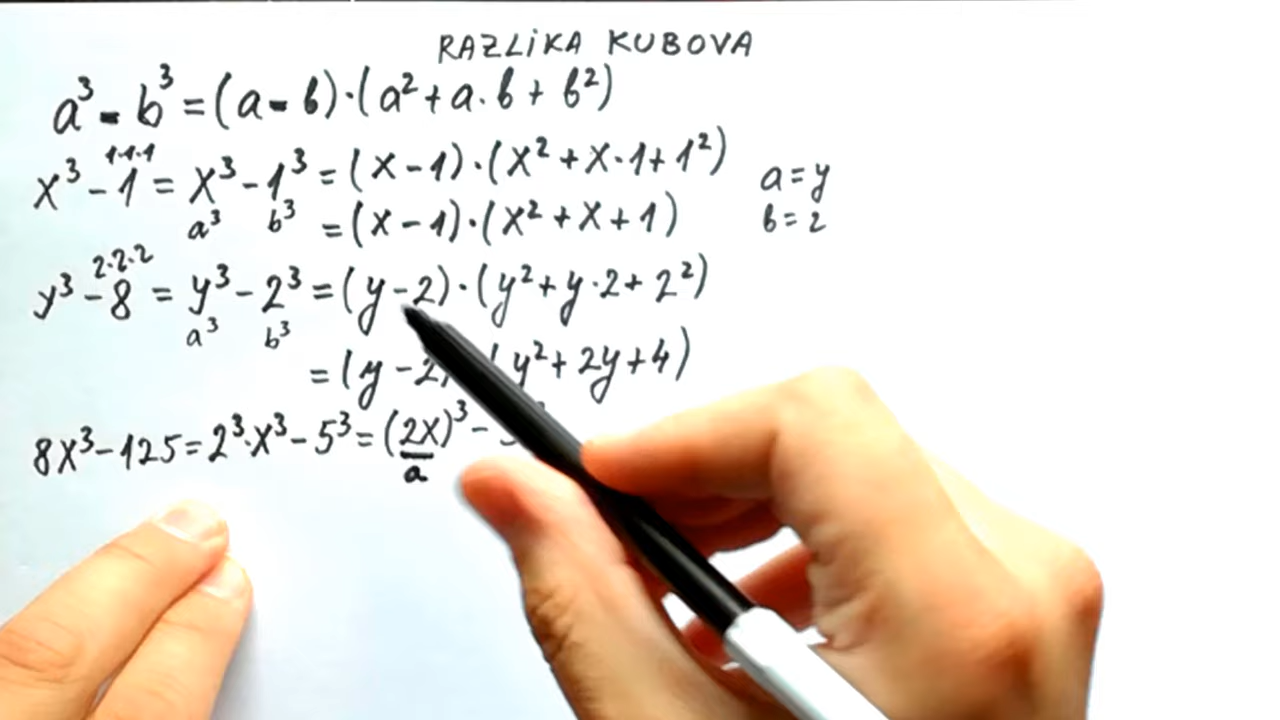 RAZLIKA KUBOVA
a³ - b³ = (a - b)·(a² + a·b + b²)
1·1·1
x³ - 1 = x³ - 1³ = (x - 1)·(x² + x·1 + 1²)
a³ b³ = (x - 1)·(x² + x + 1)
a = y
b = 2
2·2·2
y³ - 8 = y³ - 2³ = (y - 2)·(y² + y·2 + 2²)
a³ b³
= (y - 2) (y² + 2y + 4)
8x³ - 125 = 2³·x³ - 5³ = (2x)³ -
a